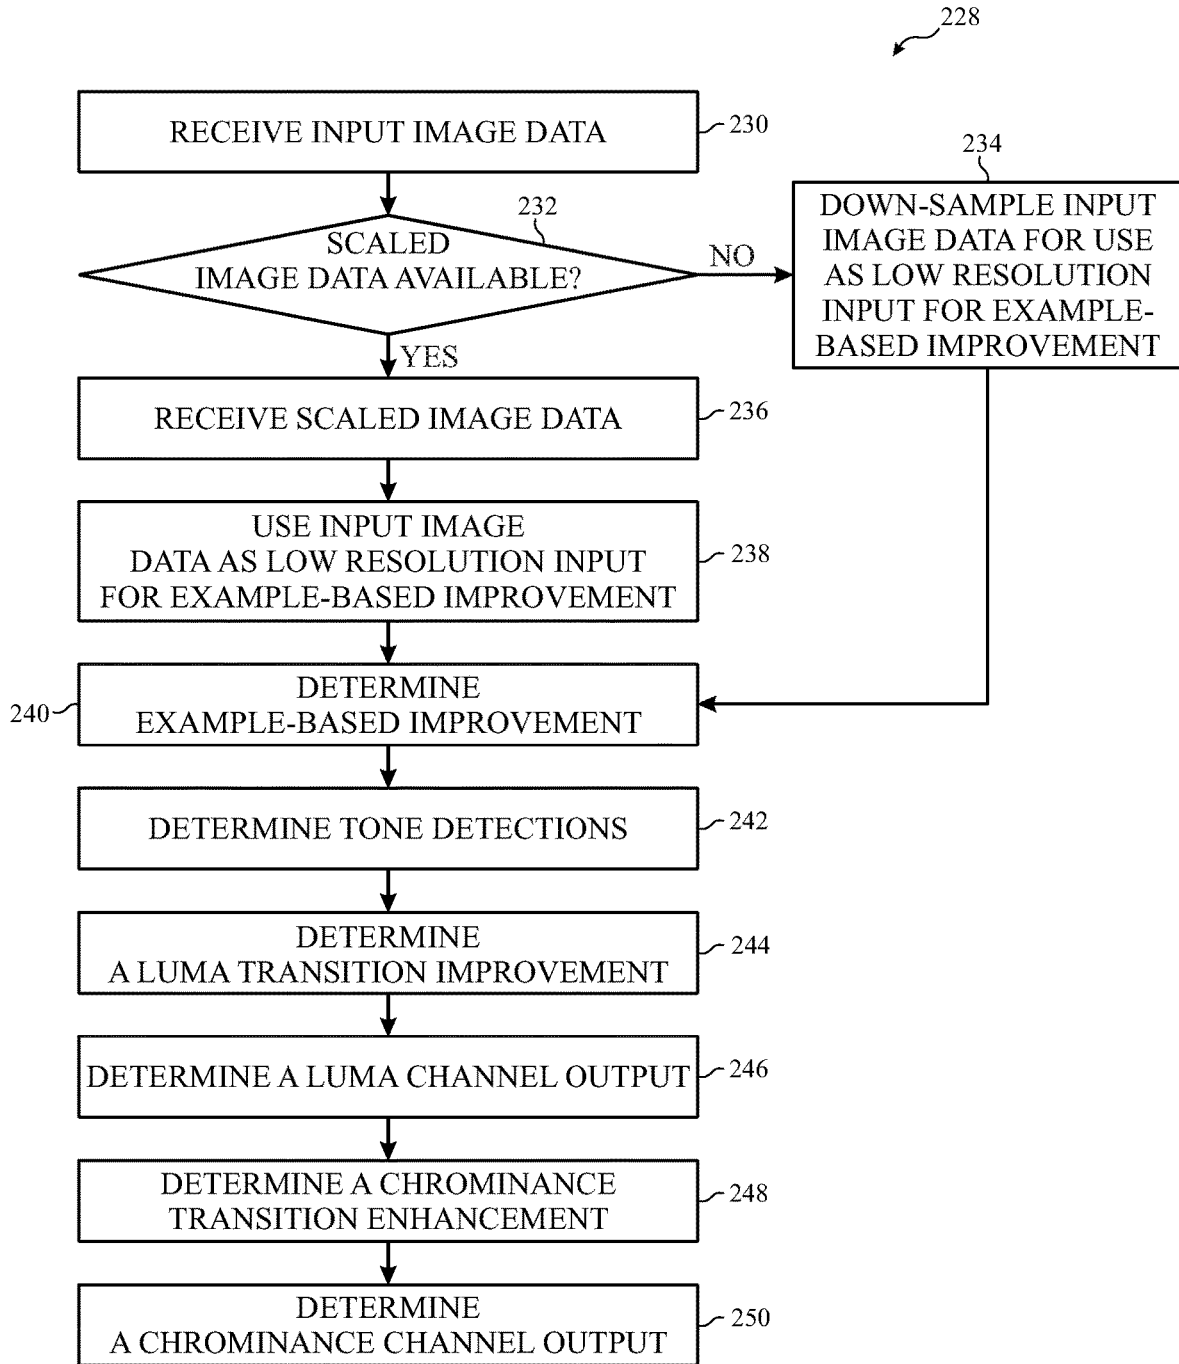 228
RECEIVE INPUT IMAGE DATA
230
232
SCALED
IMAGE DATA AVAILABLE?
NO
YES
234
DOWN-SAMPLE INPUT
IMAGE DATA FOR USE
AS LOW RESOLUTION
INPUT FOR EXAMPLE-
BASED IMPROVEMENT
RECEIVE SCALED IMAGE DATA
236
USE INPUT IMAGE
DATA AS LOW RESOLUTION INPUT
FOR EXAMPLE-BASED IMPROVEMENT
238
240
DETERMINE
EXAMPLE-BASED IMPROVEMENT
DETERMINE TONE DETECTIONS
242
DETERMINE
A LUMA TRANSITION IMPROVEMENT
244
DETERMINE A LUMA CHANNEL OUTPUT
246
DETERMINE A CHROMINANCE
TRANSITION ENHANCEMENT
248
DETERMINE
A CHROMINANCE CHANNEL OUTPUT
250